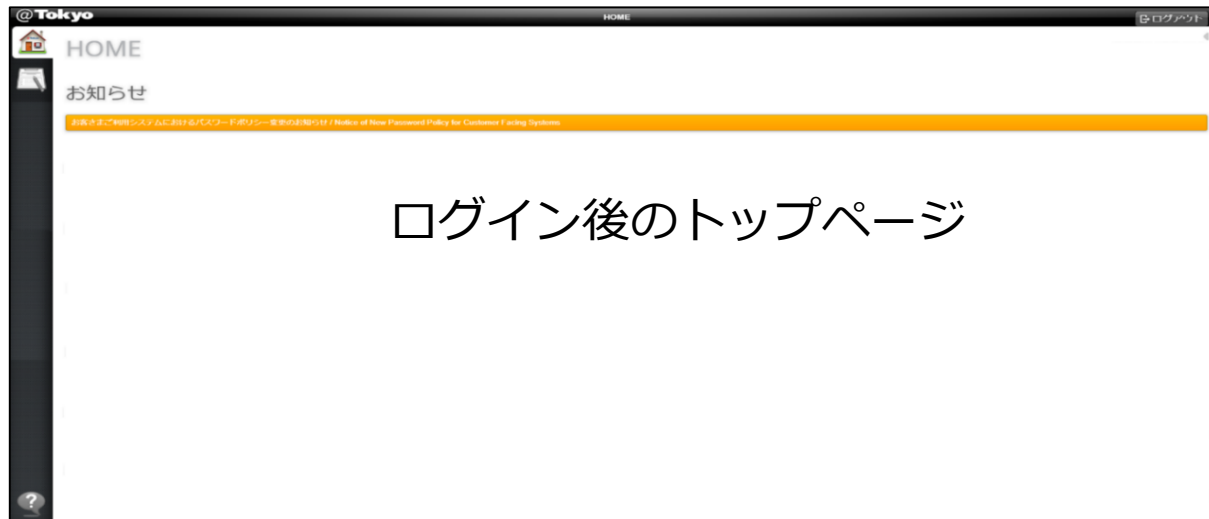 @Tokyo
HOME
ログアウト
HOME
お知らせ
お客さまご利用システムにおけるパスワードポリシー変更のお知らせ / Notice of New Password Policy for Customer Facing Systems
ログイン後のトップページ
?